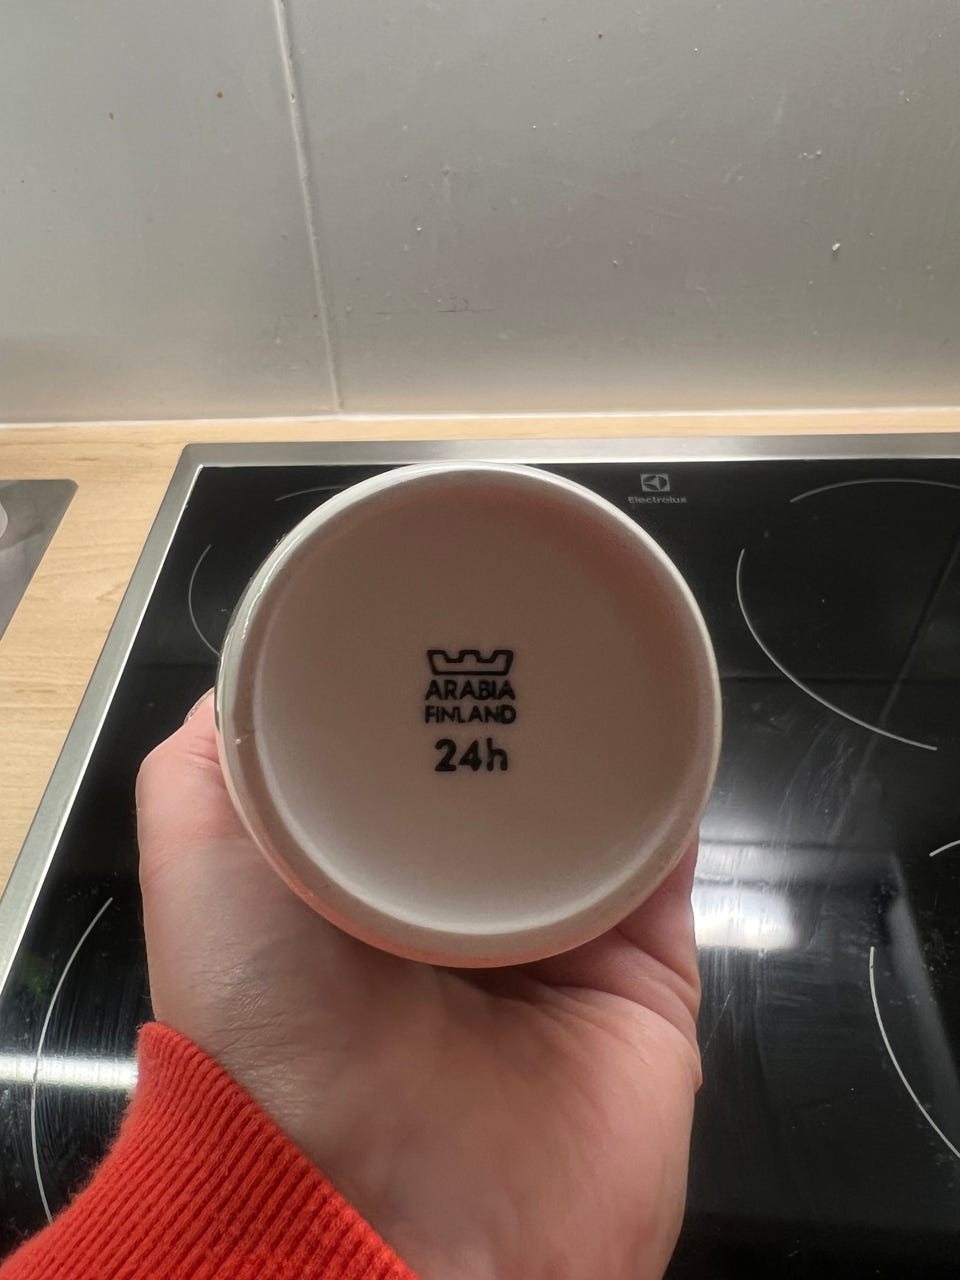 Electrolux
ARABIA
FINLAND
24h